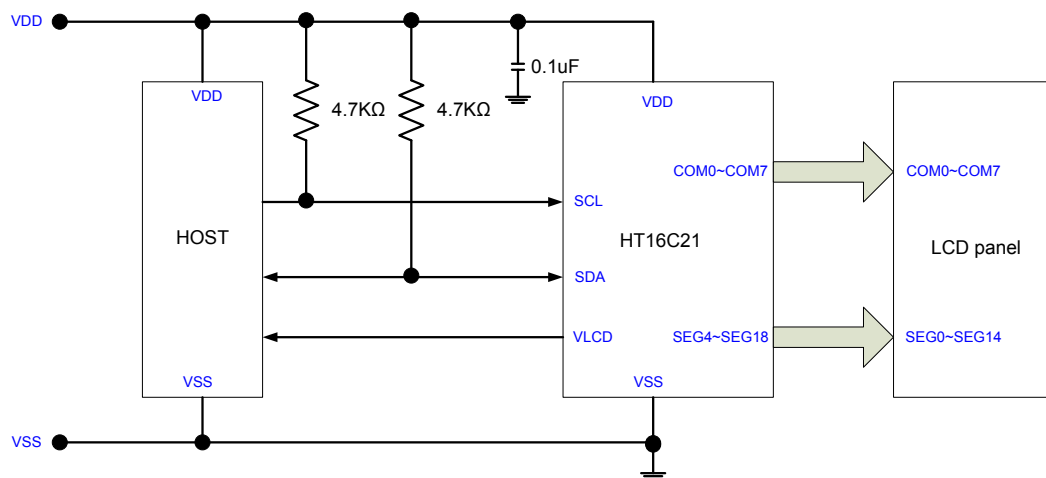 VDD
0.1uF
VDD
4.7KΩ
4.7KΩ
VDD
COM0~COM7
COM0~COM7
SCL
HOST
HT16C21
LCD panel
SDA
VLCD
SEG4~SEG18
SEG0~SEG14
VSS
VSS
VSS